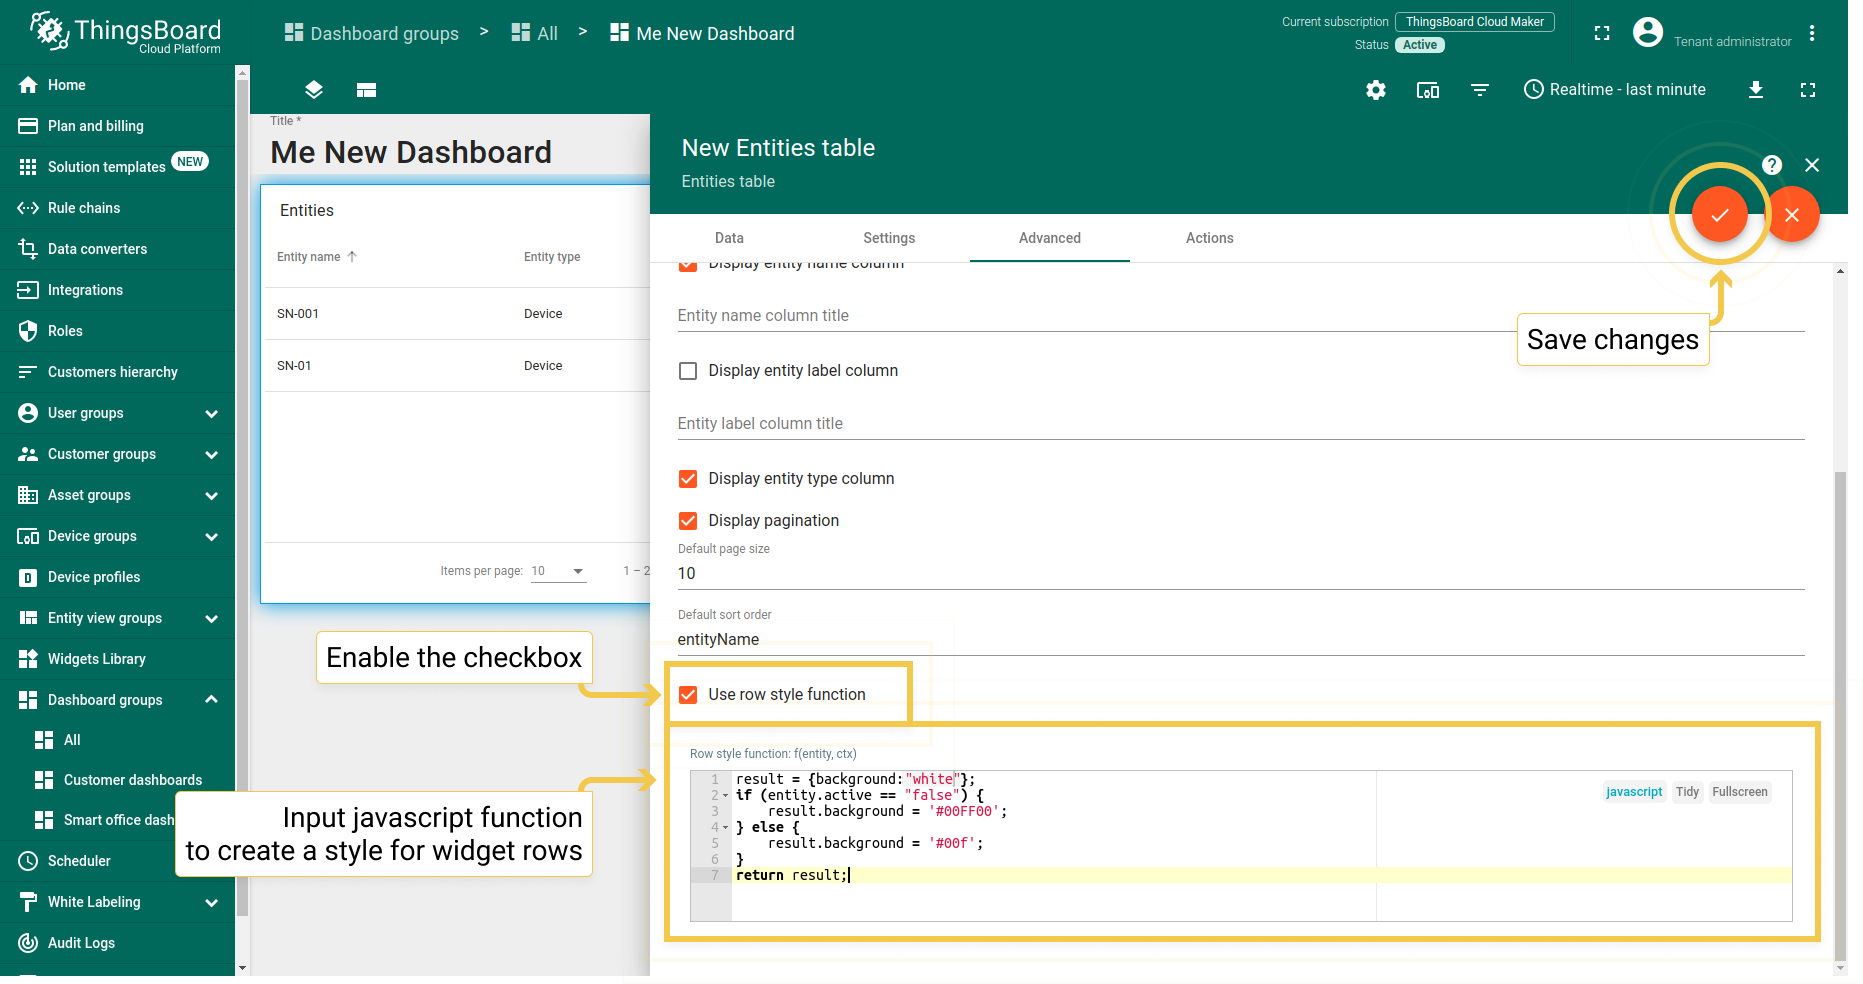 ThingsBoard
Cloud Platform
Dashboard groups > All > Me New Dashboard
Current subscription ThingsBoard Cloud Maker
Status Active
Tenant administrator
Realtime - last minute
Home
Plan and billing
Solution templates NEW
Rule chains
Data converters
Integrations
Roles
Customers hierarchy
User groups
Customer groups
Asset groups
Device groups
Device profiles
Entity view groups
Widgets Library
Dashboard groups
All
Customer dashboards
Smart office dash
Scheduler
White Labeling
Audit Logs
Title *
Me New Dashboard
Entities
Entity name Entity type
SN-001 Device
SN-01 Device
Items per page: 10 1 – 2
New Entities table
Entities table
Data Settings Advanced Actions
Display entity name column
Entity name column title
Save changes
Display entity label column
Entity label column title
Display entity type column
Display pagination
Default page size
10
Default sort order
entityName
Enable the checkbox
Use row style function
Input javascript function
to create a style for widget rows
Row style function: f(entity, ctx)
javascript Tidy Fullscreen
1 result = {background:"white"};
2 if (entity.active == "false") {
3 result.background = '#00FF00';
4 } else {
5 result.background = '#00f';
6 }
7 return result;